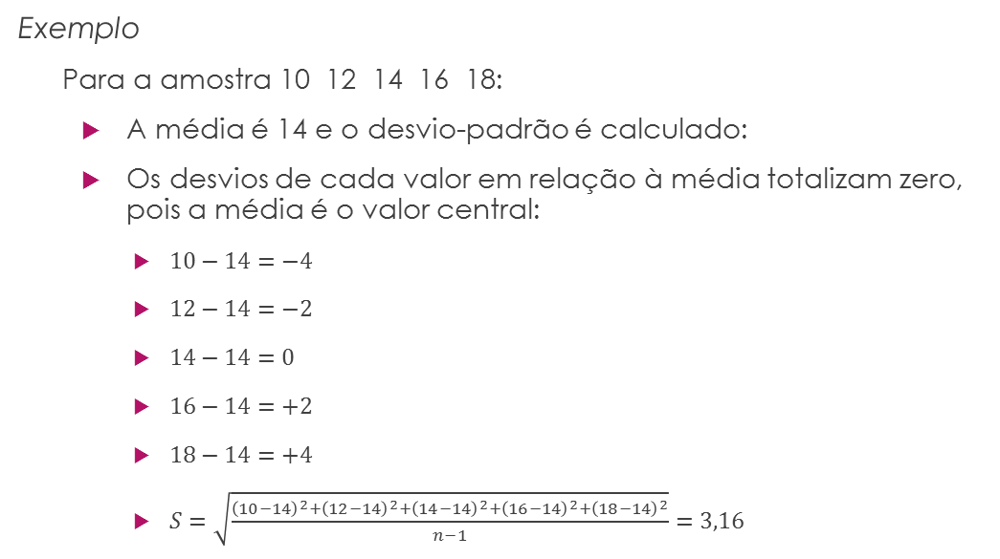 Exemplo
Para a amostra 10 12 14 16 18:
A média é 14 e o desvio-padrão é calculado:
Os desvios de cada valor em relação à média totalizam zero,
pois a média é o valor central:
10 − 14 = −4
12 − 14 = −2
14 − 14 = 0
16 − 14 = +2
18 − 14 = +4
S = √(((10−14)²+(12−14)²+(14−14)²+(16−14)²+(18−14)²)/(n−1)) = 3,16